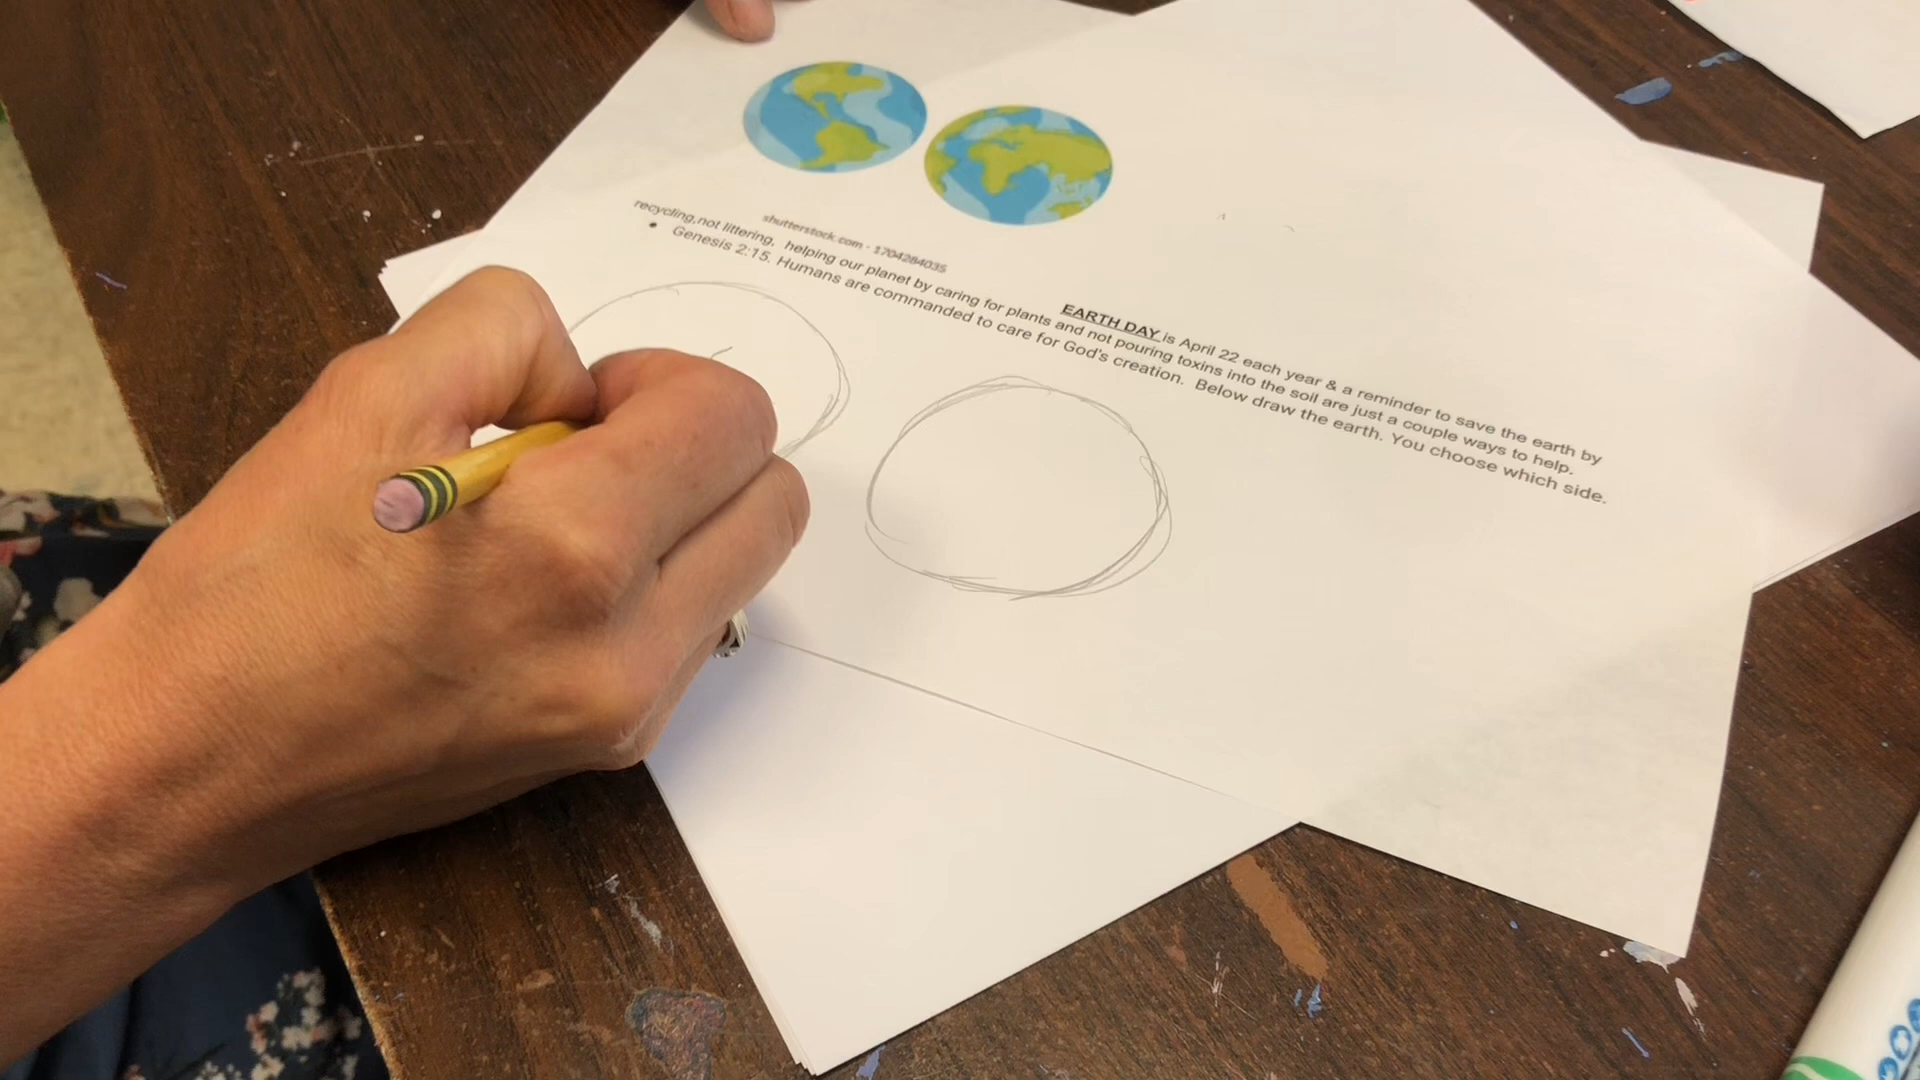 shutterstock.com · 1704284035
EARTH DAY is April 22 each year & a reminder to save the earth by
recycling,not littering, helping our planet by caring for plants and not pouring toxins into the soil are just a couple ways to help.
• Genesis 2:15. Humans are commanded to care for God's creation. Below draw the earth. You choose which side.